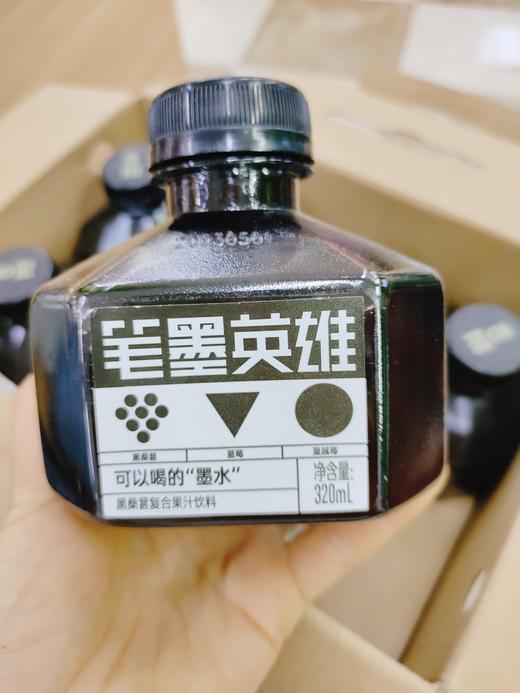 笔墨英雄
黑桑葚
蓝莓
蔓越莓
可以喝的“墨水”
净含量:
320mL
黑桑葚复合果汁饮料